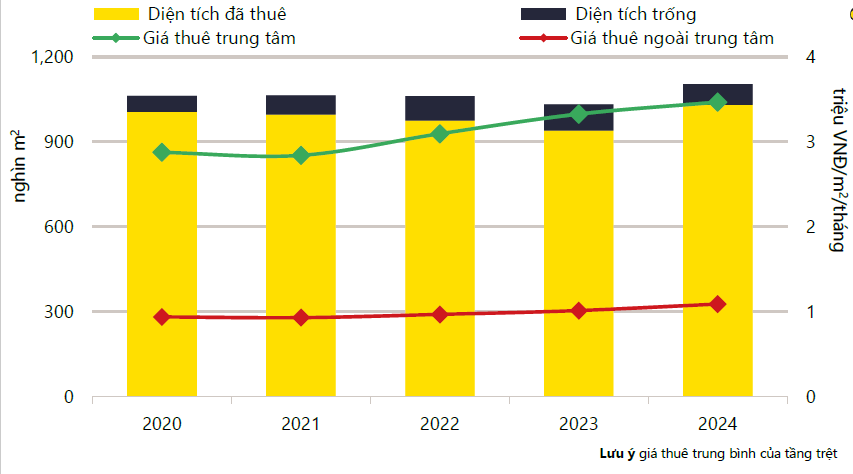 Diện tích đã thuê
Diện tích trống
Giá thuê trung tâm
Giá thuê ngoài trung tâm
1,200
900
600
300
0
nghìn m²
4
3
2
1
0
triệu VNĐ/m²/tháng
2020
2021
2022
2023
2024
Lưu ý giá thuê trung bình của tầng trệt